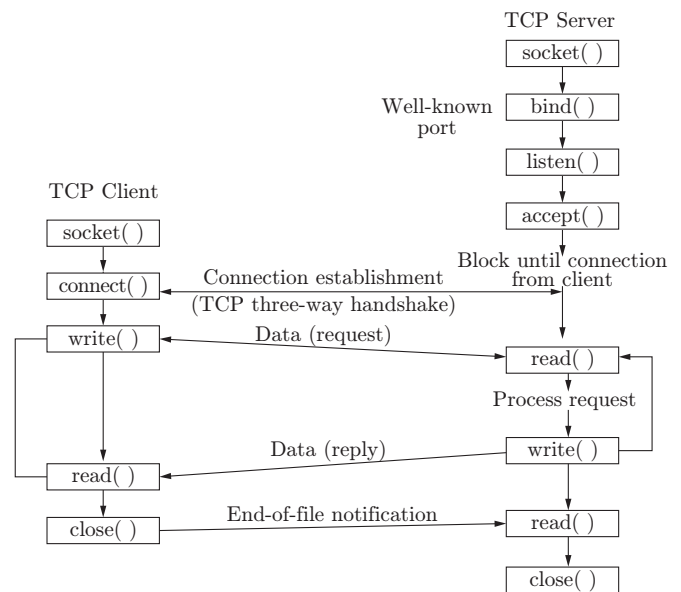 TCP Server
socket( )
Well-known
port
bind( )
listen( )
TCP Client
accept( )
socket( )
Block until connection
from client
connect( )
Connection establishment
(TCP three-way handshake)
write( )
Data (request)
read( )
Process request
Data (reply)
write( )
read( )
close( )
End-of-file notification
read( )
close( )